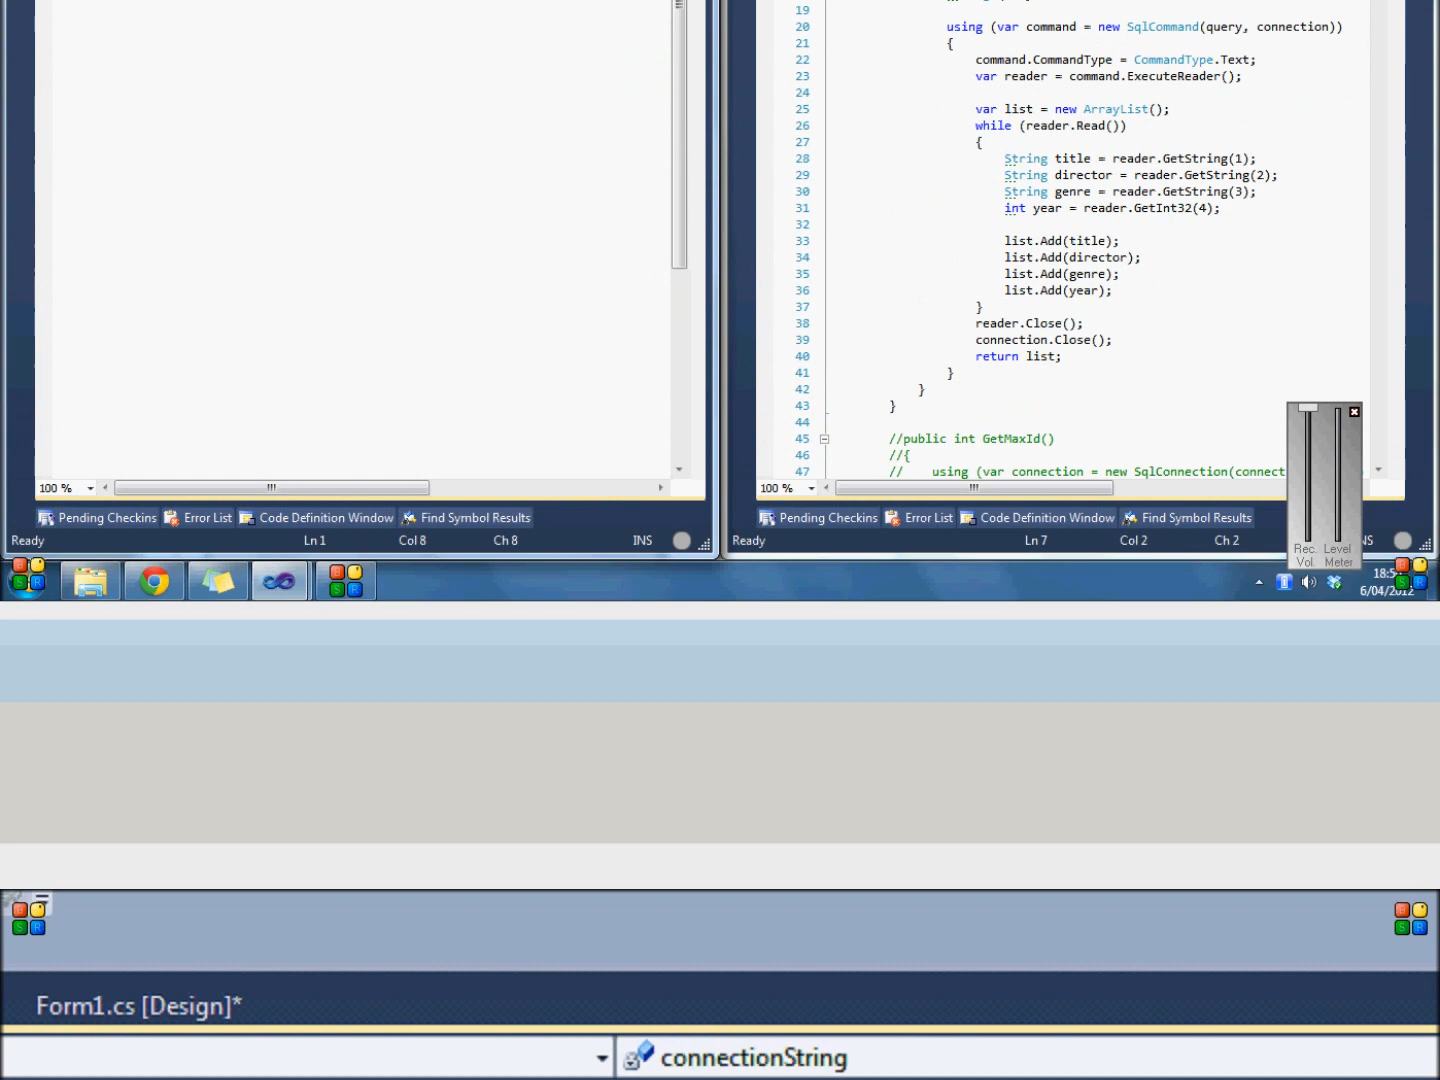 19
20 using (var command = new SqlCommand(query, connection))
21 {
22 command.CommandType = CommandType.Text;
23 var reader = command.ExecuteReader();
24
25 var list = new ArrayList();
26 while (reader.Read())
27 {
28 String title = reader.GetString(1);
29 String director = reader.GetString(2);
30 String genre = reader.GetString(3);
31 int year = reader.GetInt32(4);
32
33 list.Add(title);
34 list.Add(director);
35 list.Add(genre);
36 list.Add(year);
37 }
38 reader.Close();
39 connection.Close();
40 return list;
41 }
42 }
43 }
44
45 //public int GetMaxId()
46 //{
47 // using (var connection = new SqlConnection(connect
100 %
100 %
Pending Checkins Error List Code Definition Window Find Symbol Results
Pending Checkins Error List Code Definition Window Find Symbol Results
Ready Ln 1 Col 8 Ch 8 INS
Ready Ln 7 Col 2 Ch 2 NS
Rec. Level
Vol. Meter
18:5
6/04/2012
Form1.cs [Design]*
connectionString